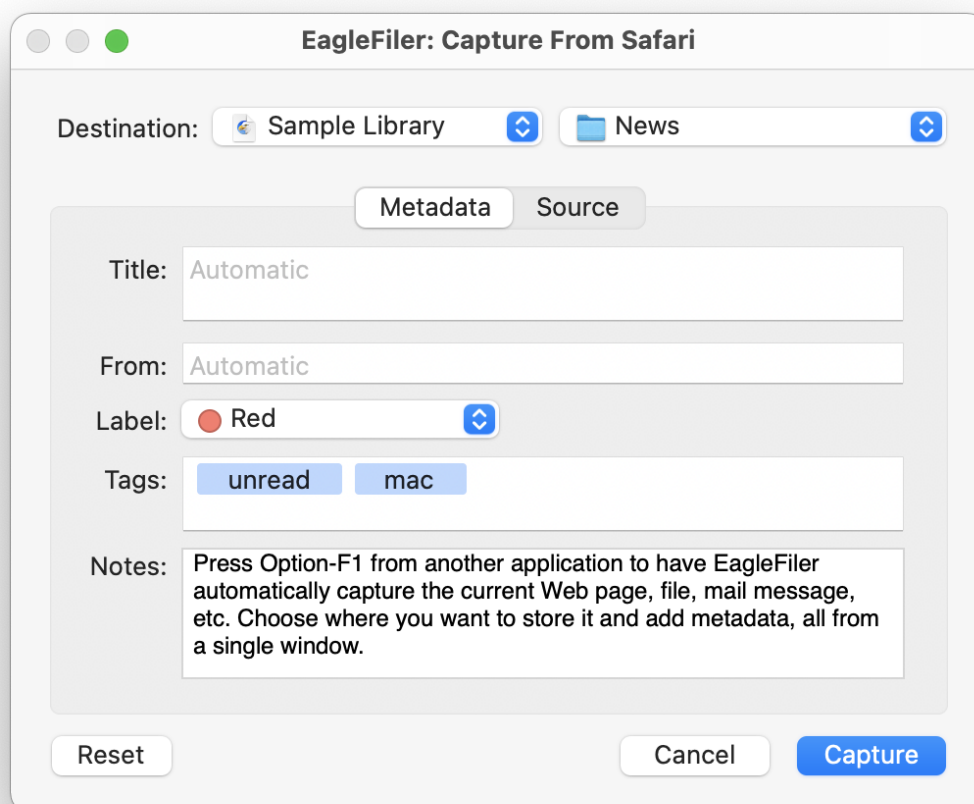 EagleFiler: Capture From Safari
Destination: Sample Library News
Metadata Source
Title: Automatic
From: Automatic
Label: Red
Tags: unread mac
Notes: Press Option-F1 from another application to have EagleFiler
automatically capture the current Web page, file, mail message,
etc. Choose where you want to store it and add metadata, all from
a single window.
Reset Cancel Capture